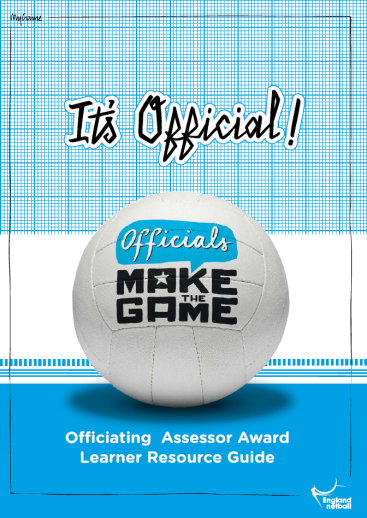 It's Official!
Officials
MAKE
THE
GAME
Officiating Assessor Award
Learner Resource Guide
England
netball